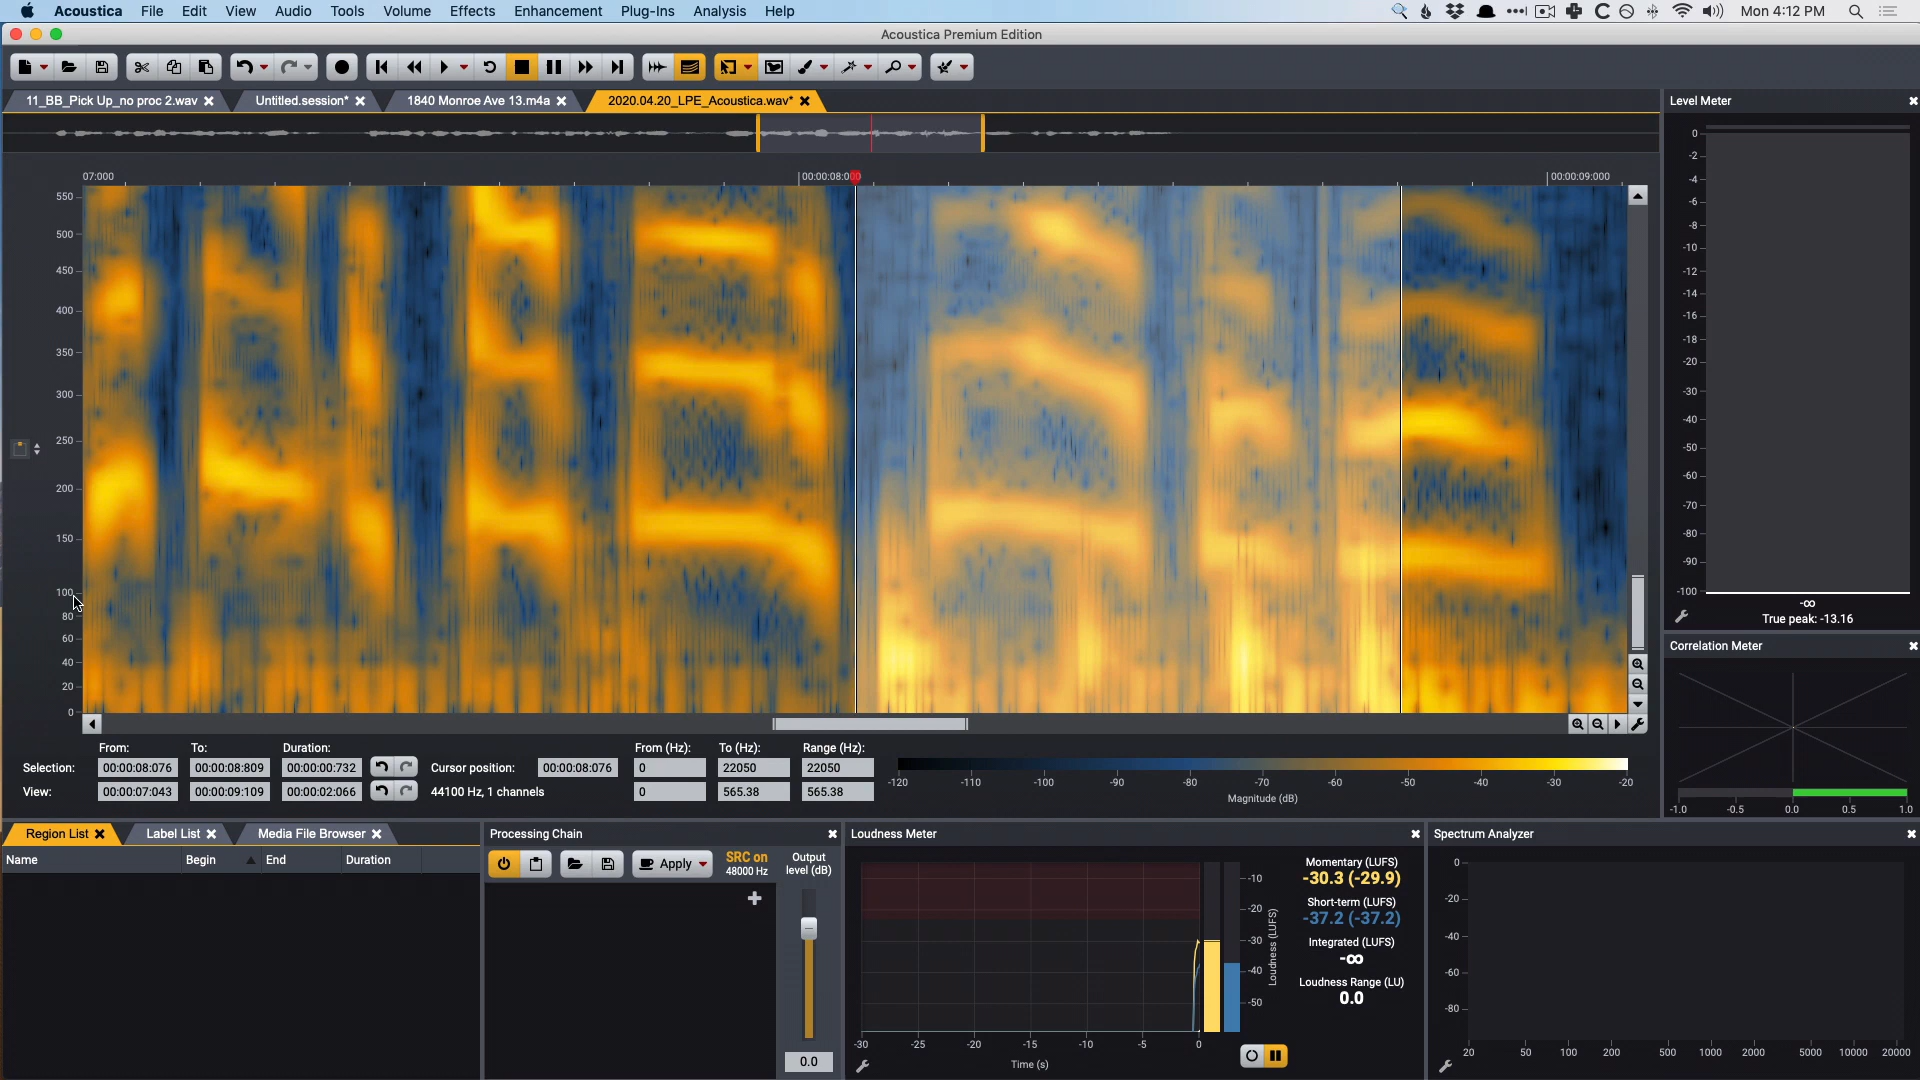 Acoustica File Edit View Audio Tools Volume Effects Enhancement Plug-Ins Analysis Help Mon 4:12 PM
Acoustica Premium Edition
11_BB_Pick Up_no proc 2.wav Untitled.session* 1840 Monroe Ave 13.m4a 2020.04.20_LPE_Acoustica.wav*
07:000 00:00:08:000 00:00:09:000
550
500
450
400
350
300
250
200
150
100
80
60
40
20
0
From: To: Duration: From (Hz): To (Hz): Range (Hz):
Selection: 00:00:08:076 00:00:08:809 00:00:00:732 Cursor position: 00:00:08:076 0 22050 22050
View: 00:00:07:043 00:00:09:109 00:00:02:066 44100 Hz, 1 channels 0 565.38 565.38
-120 -110 -100 -90 -80 -70 -60 -50 -40 -30 -20
Magnitude (dB)
Level Meter
0
-2
-4
-6
-8
-10
-12
-14
-16
-18
-20
-30
-40
-50
-60
-70
-80
-90
-100
-∞
True peak: -13.16
Correlation Meter
-1.0 -0.5 0.0 0.5 1.0
Region List Label List Media File Browser
Name Begin End Duration
Processing Chain
Apply SRC on
48000 Hz
Output
level (dB)
0.0
Loudness Meter
-10
-20
-30
-40
-50
Loudness (LUFS)
-30 -25 -20 -15 -10 -5 0
Time (s)
Momentary (LUFS)
-30.3 (-29.9)
Short-term (LUFS)
-37.2 (-37.2)
Integrated (LUFS)
-∞
Loudness Range (LU)
0.0
Spectrum Analyzer
0
-20
-40
-60
-80
20 50 100 200 500 1000 2000 5000 10000 20000